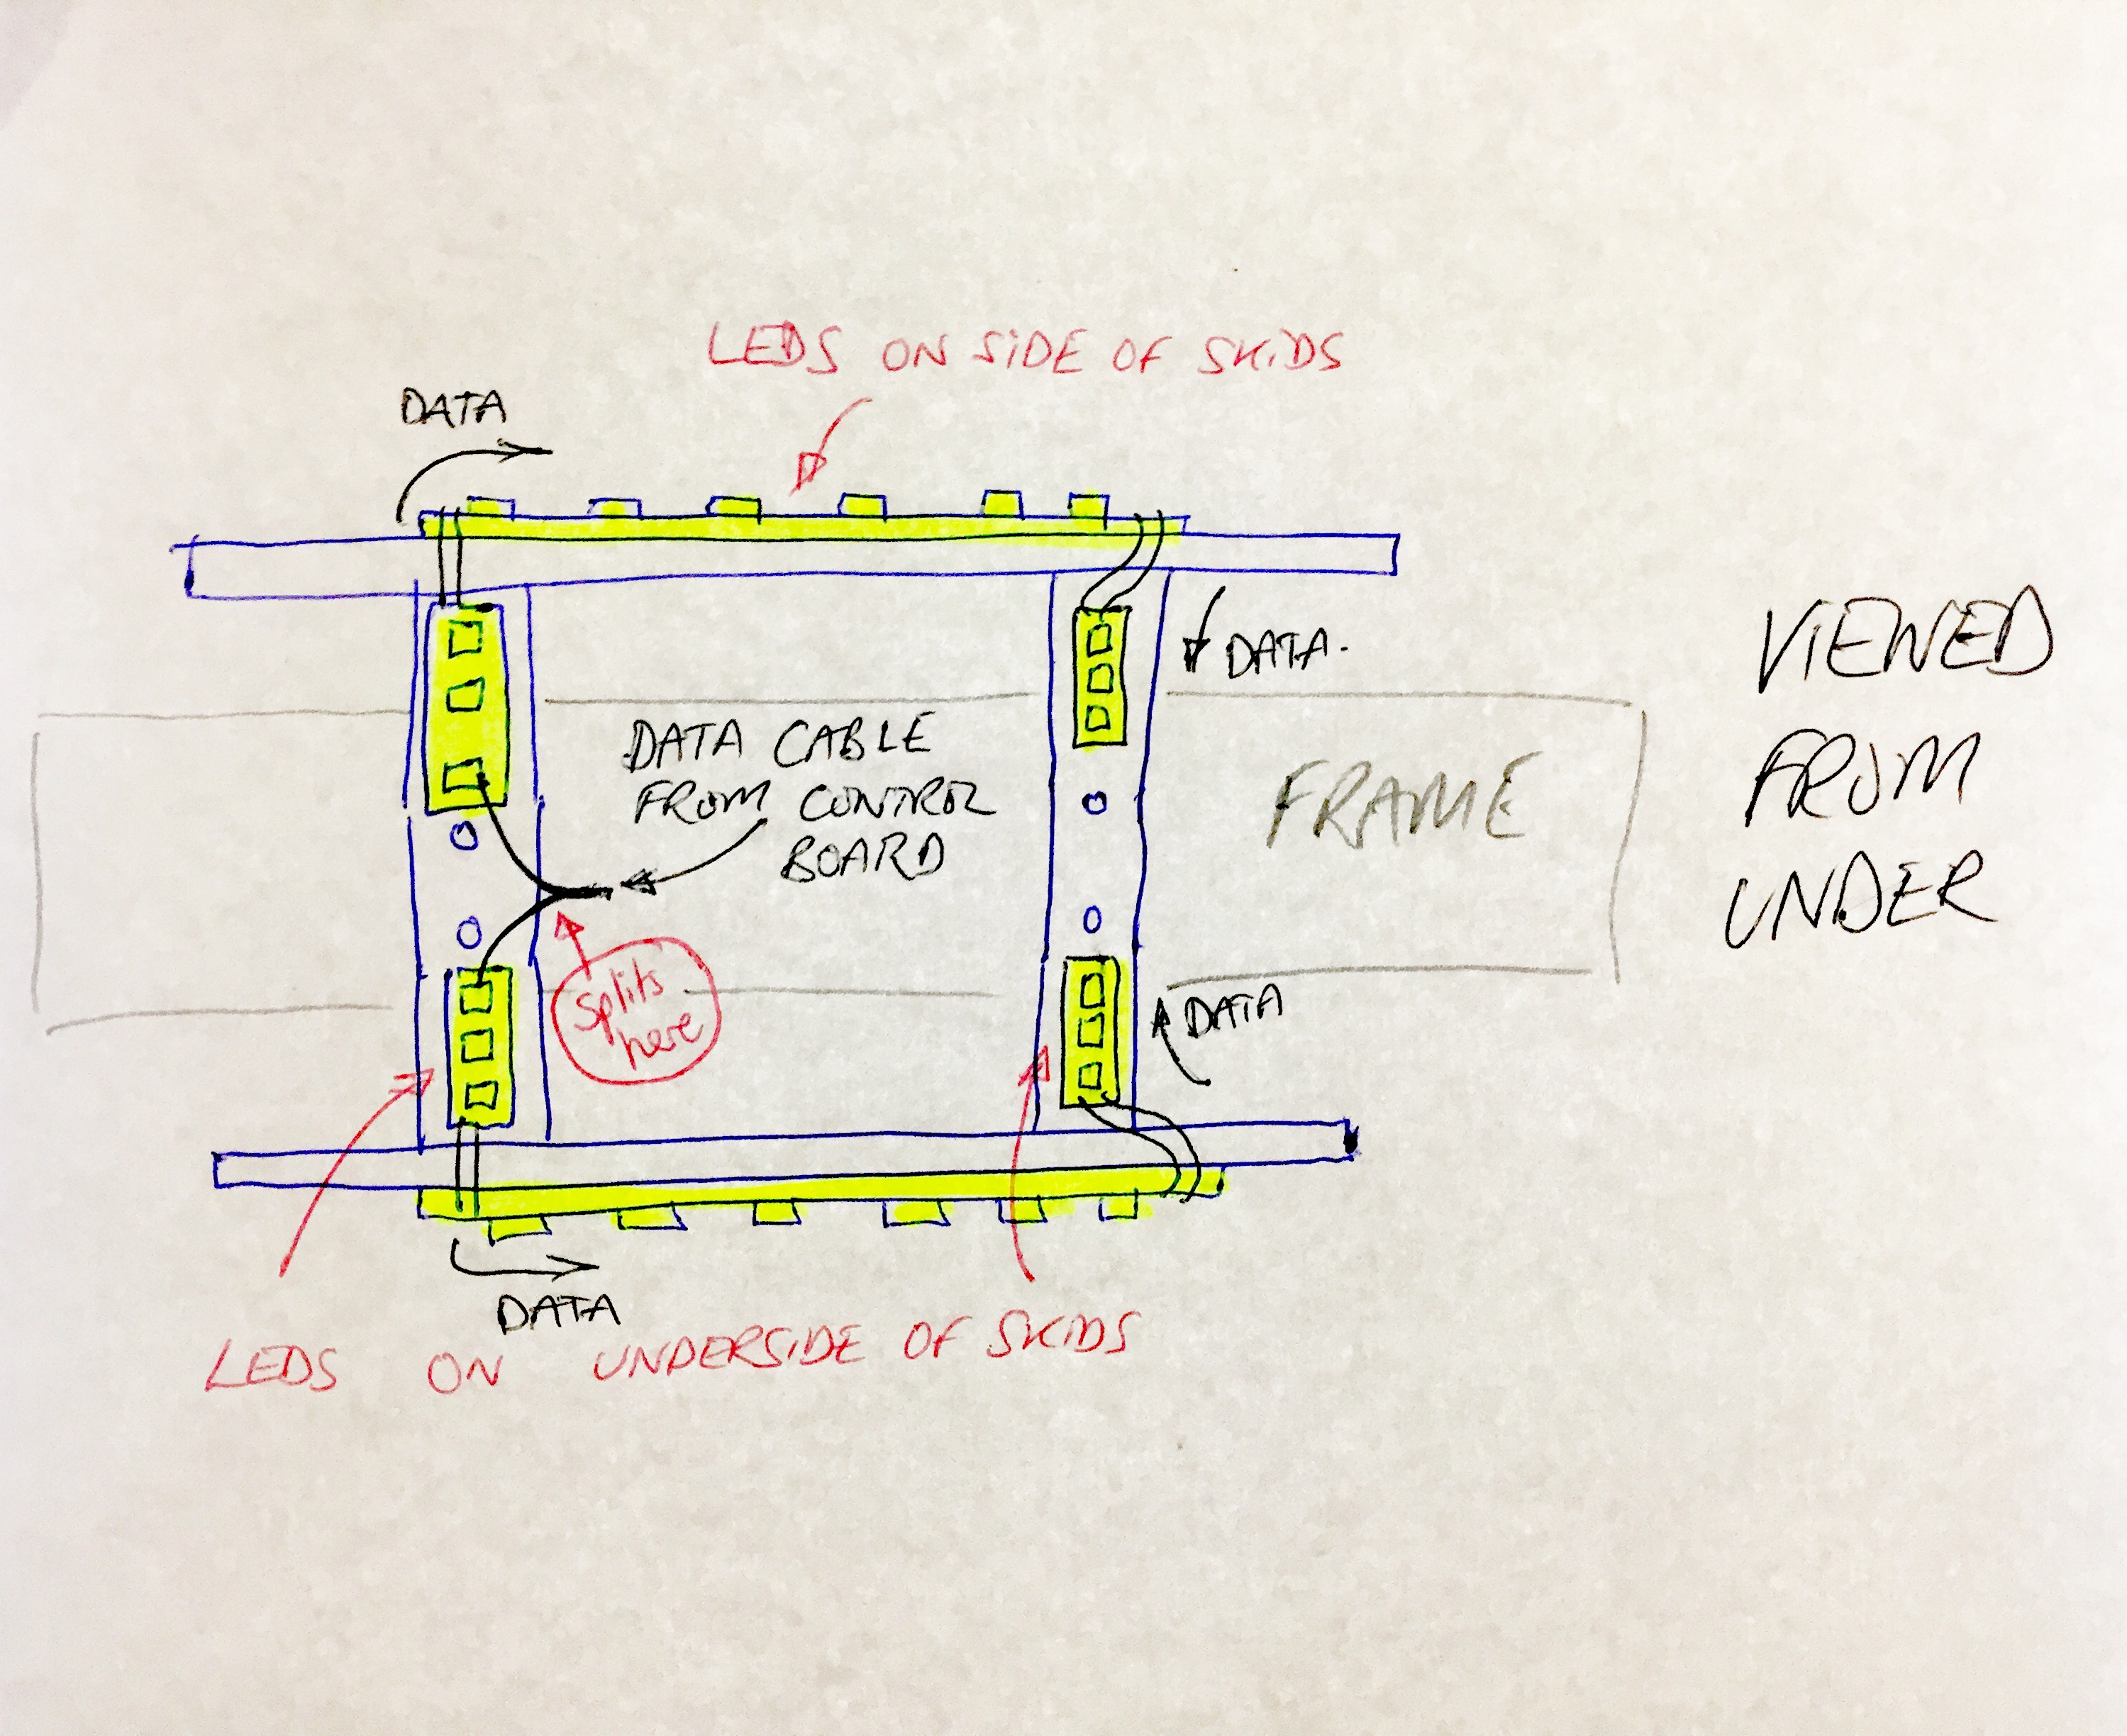 LEDS ON SIDE OF SKIDS
DATA
DATA.
DATA CABLE
FROM CONTROL
BOARD
FRAME
VIEWED
FROM
UNDER
splits
here
DATA
DATA
LEDS ON UNDERSIDE OF SKIDS